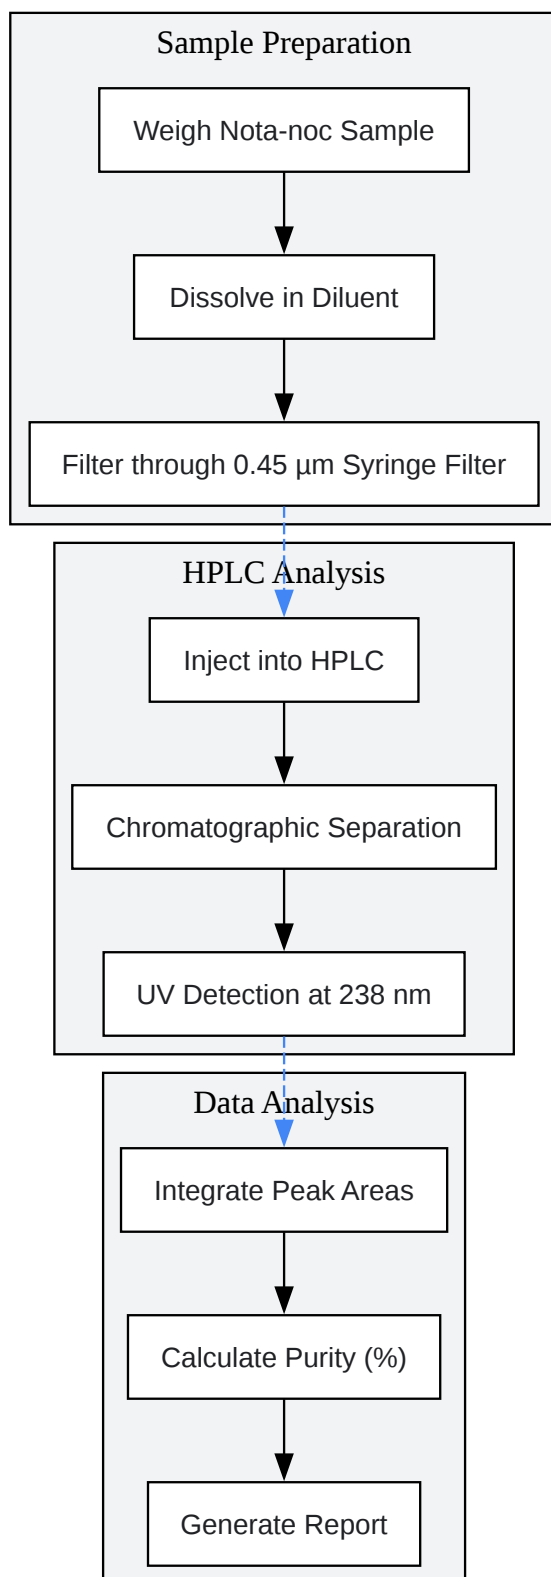 Sample Preparation
Weigh Nota-noc Sample
Dissolve in Diluent
Filter through 0.45 µm Syringe Filter
HPLC Analysis
Inject into HPLC
Chromatographic Separation
UV Detection at 238 nm
Data Analysis
Integrate Peak Areas
Calculate Purity (%)
Generate Report